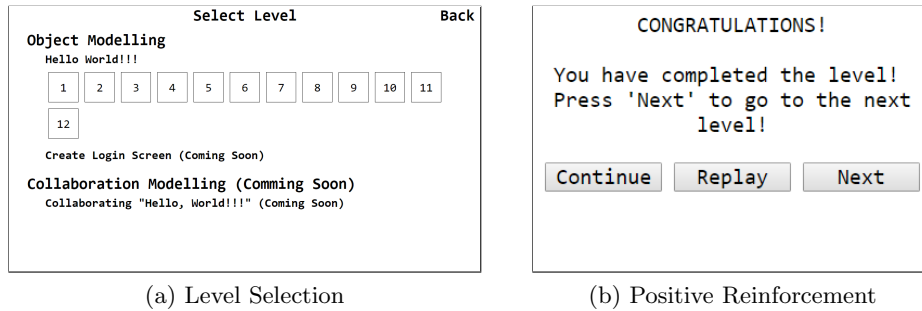 Select Level
Back
Object Modelling
Hello World!!!
1 2 3 4 5 6 7 8 9 10 11
12
Create Login Screen (Coming Soon)
Collaboration Modelling (Comming Soon)
Collaborating "Hello, World!!!" (Coming Soon)
(a) Level Selection
CONGRATULATIONS!
You have completed the level!
Press 'Next' to go to the next
level!
Continue Replay Next
(b) Positive Reinforcement